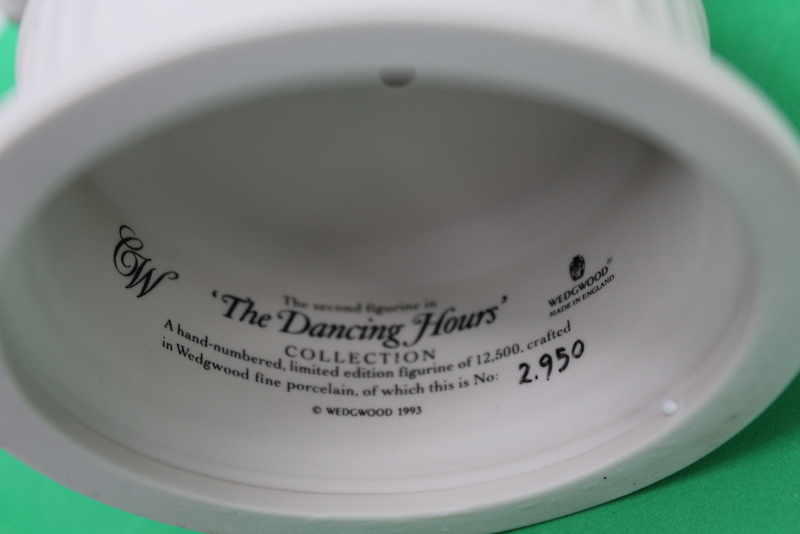 CW
The second figurine in
'The Dancing Hours'
COLLECTION
A hand-numbered, limited edition figurine of 12,500, crafted
in Wedgwood fine porcelain, of which this is No: 2.950
© WEDGWOOD 1993
WEDGWOOD®
MADE IN ENGLAND